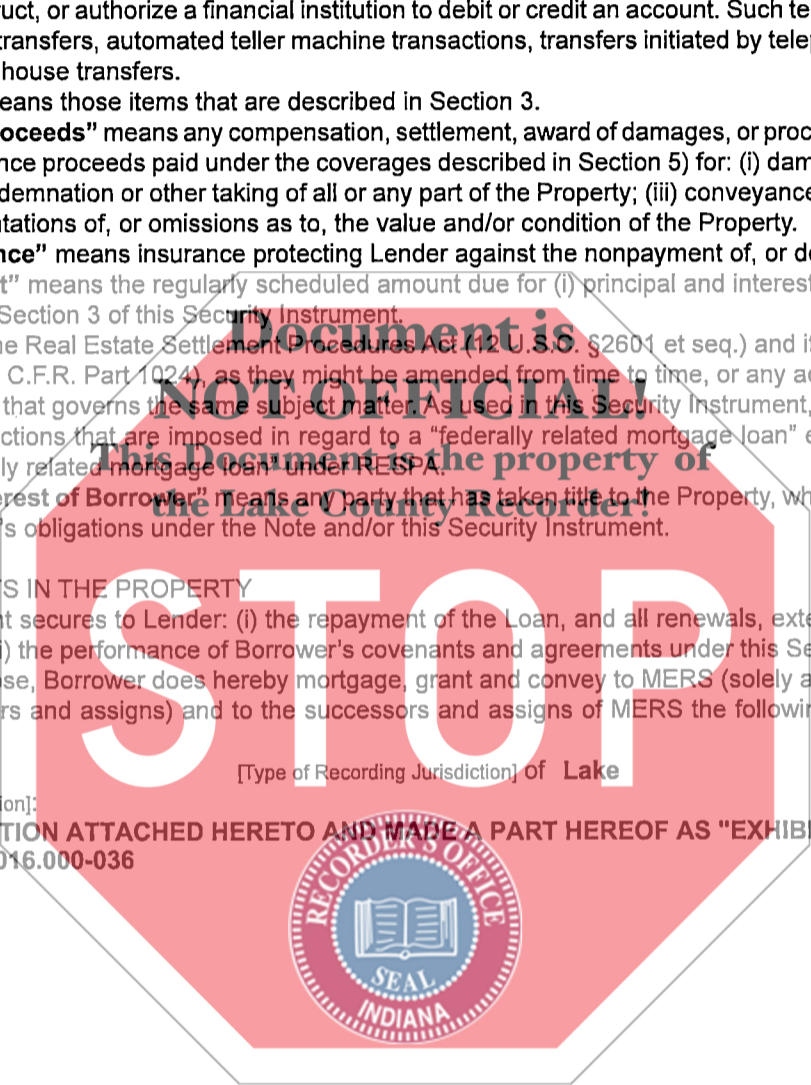 uct, or authorize a financial institution to debit or credit an account. Such te
transfers, automated teller machine transactions, transfers initiated by tele
house transfers.
eans those items that are described in Section 3.
oceeds” means any compensation, settlement, award of damages, or proc
nce proceeds paid under the coverages described in Section 5) for: (i) dam
demnation or other taking of all or any part of the Property; (iii) conveyance
tations of, or omissions as to, the value and/or condition of the Property.
nce” means insurance protecting Lender against the nonpayment of, or de
t” means the regularly scheduled amount due for (i) principal and interest
Section 3 of this Security Instrument.
Document is
e Real Estate Settlement Procedures Act (12 U.S.C. §2601 et seq.) and i
C.F.R. Part 1024), as they might be amended from time to time, or any ad
NOT OFFICIAL!
that governs the same subject matter. As used in this Security Instrument,
ctions that are imposed in regard to a “federally related mortgage loan” e
This Document is the property of
ly related mortgage loan” under RESPA.
the Lake County Recorder!
erest of Borrower” means any party that has taken title to the Property, wh
's obligations under the Note and/or this Security Instrument.
S IN THE PROPERTY
STOP
t secures to Lender: (i) the repayment of the Loan, and all renewals, exte
i) the performance of Borrower’s covenants and agreements under this Se
se, Borrower does hereby mortgage, grant and convey to MERS (solely a
rs and assigns) and to the successors and assigns of MERS the followin
[Type of Recording Jurisdiction] of Lake
ion]:
TION ATTACHED HERETO AND MADE A PART HEREOF AS "EXHIBI
016.000-036
RECORDER'S OFFICE
SEAL
INDIANA